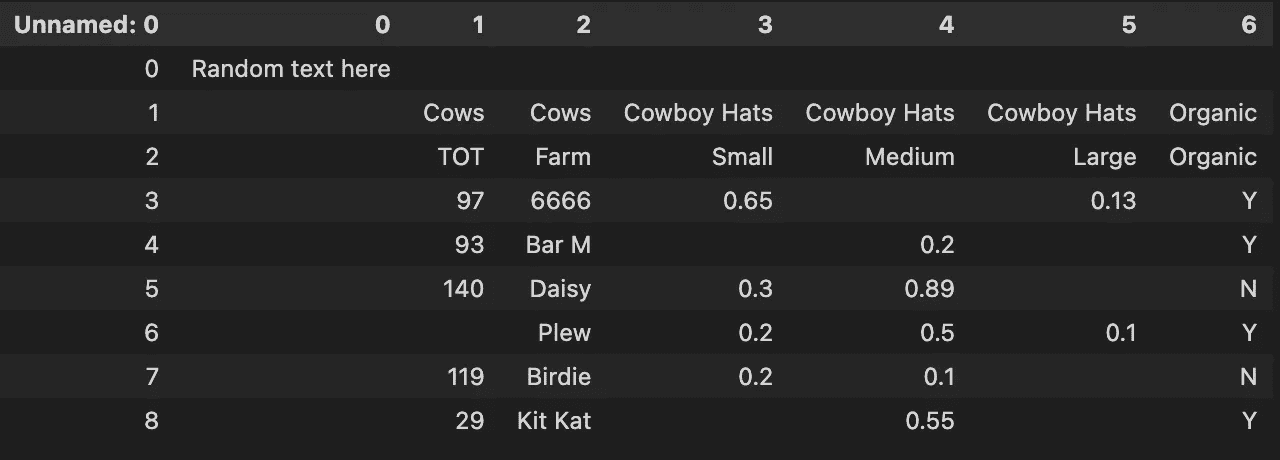 Unnamed: 0 0 1 2 3 4 5 6
0 Random text here
1 Cows Cows Cowboy Hats Cowboy Hats Cowboy Hats Organic
2 TOT Farm Small Medium Large Organic
3 97 6666 0.65 0.13 Y
4 93 Bar M 0.2 Y
5 140 Daisy 0.3 0.89 N
6 Plew 0.2 0.5 0.1 Y
7 119 Birdie 0.2 0.1 N
8 29 Kit Kat 0.55 Y